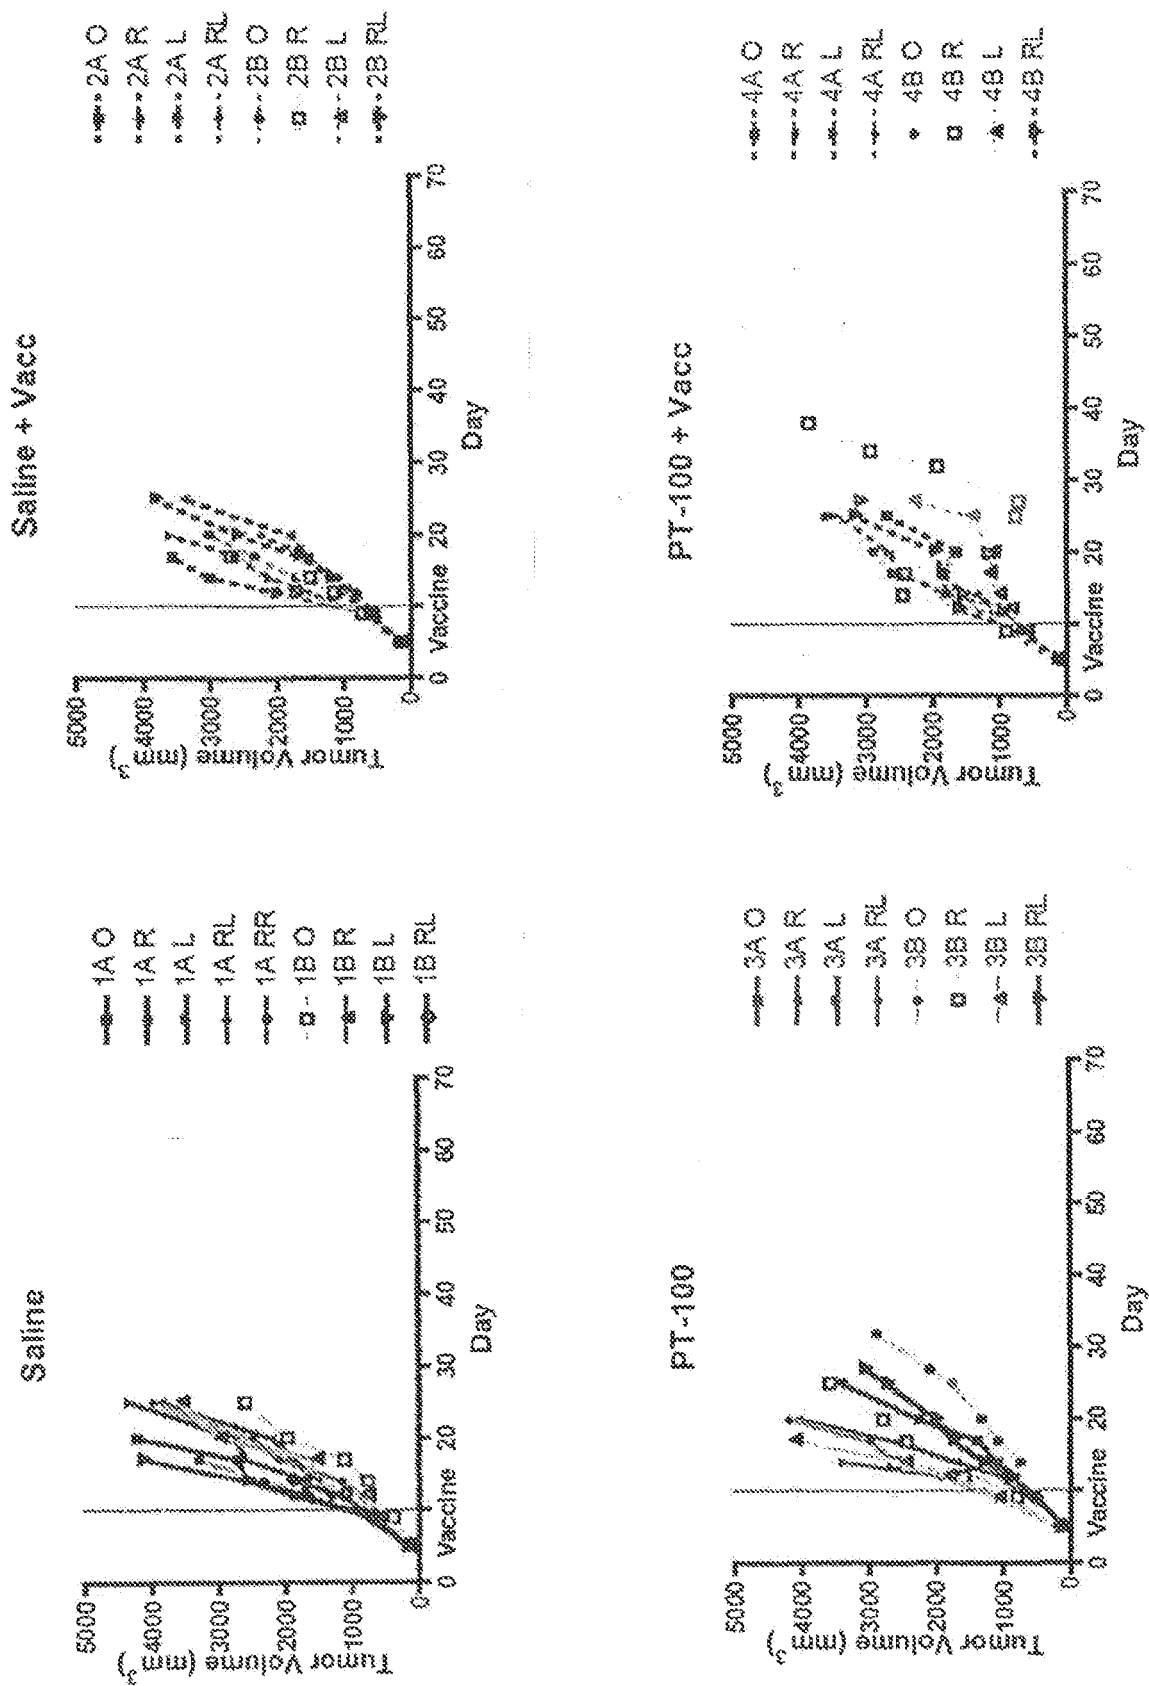 Saline
Tumor Volume (mm3)
5000
4000
3000
2000
1000
0
0 Vaccine 20 30 40 50 60 70
Day
1A O
1A R
1A L
1A RL
1A RR
1B O
1B R
1B L
1B RL
Saline + Vacc
Tumor Volume (mm3)
5000
4000
3000
2000
1000
0
0 Vaccine 20 30 40 50 60 70
Day
2A O
2A R
2A L
2A RL
2B O
2B R
2B L
2B RL
PT-100
Tumor Volume (mm3)
5000
4000
3000
2000
1000
0
0 Vaccine 20 30 40 50 60 70
Day
3A O
3A R
3A L
3A RL
3B O
3B R
3B L
3B RL
PT-100 + Vacc
Tumor Volume (mm3)
5000
4000
3000
2000
1000
0
0 Vaccine 20 30 40 50 60 70
Day
4A O
4A R
4A L
4A RL
4B O
4B R
4B L
4B RL